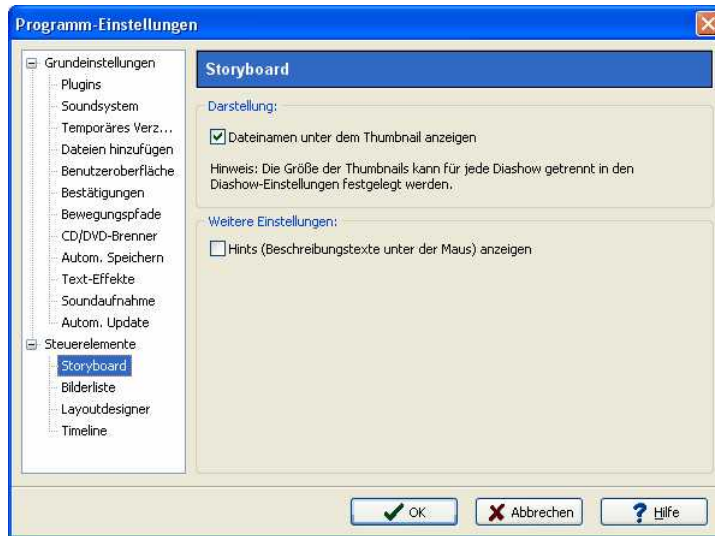 Programm-Einstellungen
Grundeinstellungen
Plugins
Soundsystem
Temporäres Verz...
Dateien hinzufügen
Benutzeroberfläche
Bestätigungen
Bewegungspfade
CD/DVD-Brenner
Autom. Speichern
Text-Effekte
Soundaufnahme
Autom. Update
Steuerelemente
Storyboard
Bilderliste
Layoutdesigner
Timeline
Storyboard
Darstellung:
Dateinamen unter dem Thumbnail anzeigen
Hinweis: Die Größe der Thumbnails kann für jede Diashow getrennt in den
Diashow-Einstellungen festgelegt werden.
Weitere Einstellungen:
Hints (Beschreibungstexte unter der Maus) anzeigen
OK
Abbrechen
Hilfe